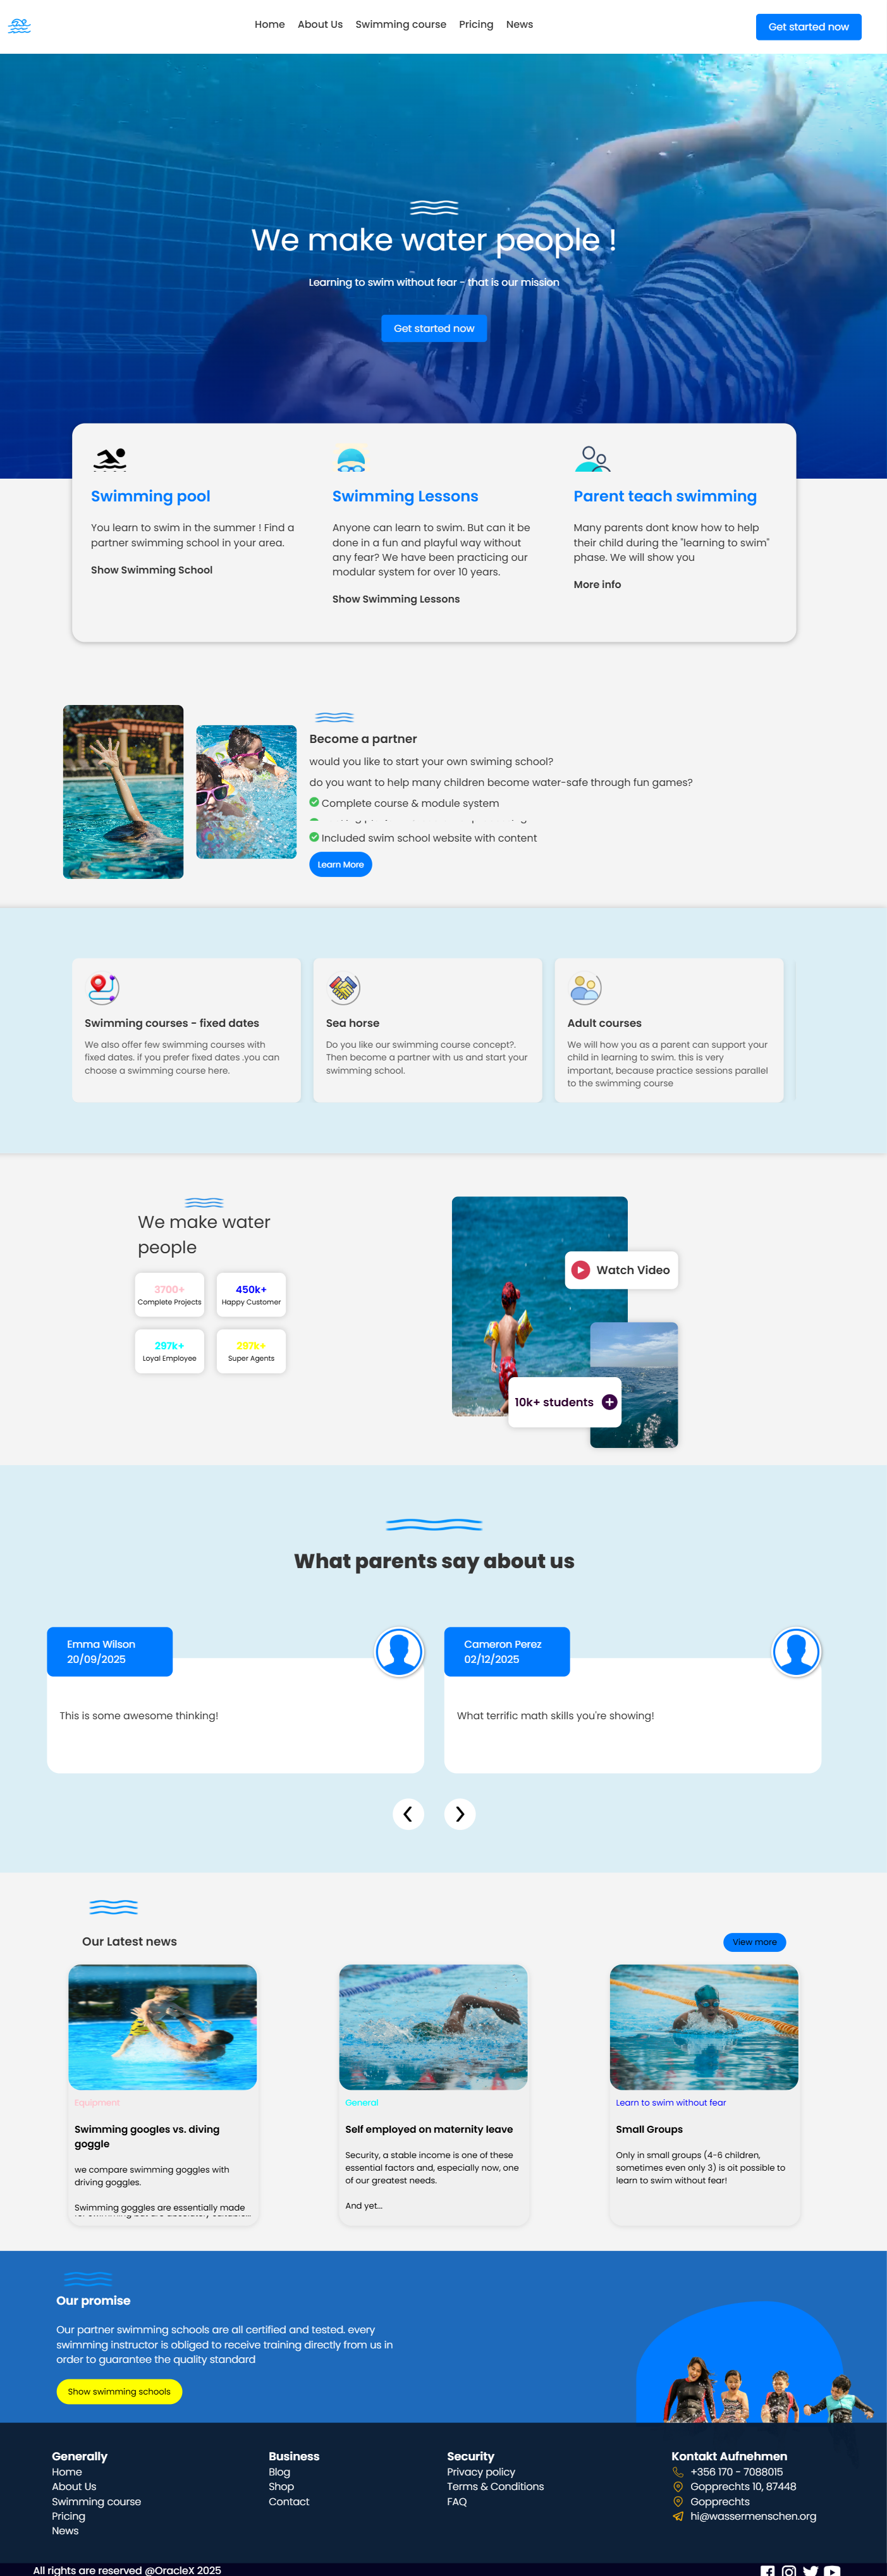 Home About Us Swimming course Pricing News
Get started now
We make water people !
Learning to swim without fear - that is our mission
Get started now
Swimming pool
You learn to swim in the summer ! Find a
partner swimming school in your area.
Show Swimming School
Swimming Lessons
Anyone can learn to swim. But can it be
done in a fun and playful way without
any fear? We have been practicing our
modular system for over 10 years.
Show Swimming Lessons
Parent teach swimming
Many parents dont know how to help
their child during the "learning to swim"
phase. We will show you
More info
Become a partner
would you like to start your own swiming school?
do you want to help many children become water-safe through fun games?
Complete course & module system
Included swim school website with content
Learn More
Swimming courses - fixed dates
We also offer few swimming courses with
fixed dates. if you prefer fixed dates .you can
choose a swimming course here.
Sea horse
Do you like our swimming course concept?.
Then become a partner with us and start your
swimming school.
Adult courses
We will how you as a parent can support your
child in learning to swim. this is very
important, because practice sessions parallel
to the swimming course
We make water
people
3700+
Complete Projects
450k+
Happy Customer
297k+
Loyal Employee
297k+
Super Agents
Watch Video
10k+ students
What parents say about us
Emma Wilson
20/09/2025
This is some awesome thinking!
Cameron Perez
02/12/2025
What terrific math skills you're showing!
Our Latest news
View more
Equipment
Swimming googles vs. diving
goggle
we compare swimming goggles with
driving goggles.
Swimming goggles are essentially made
General
Self employed on maternity leave
Security, a stable income is one of these
essential factors and, especially now, one
of our greatest needs.
And yet...
Learn to swim without fear
Small Groups
Only in small groups (4-6 children,
sometimes even only 3) is oit possible to
learn to swim without fear!
Our promise
Our partner swimming schools are all certified and tested. every
swimming instructor is obliged to receive training directly from us in
order to guarantee the quality standard
Show swimming schools
Generally
Home
About Us
Swimming course
Pricing
News
Business
Blog
Shop
Contact
Security
Privacy policy
Terms & Conditions
FAQ
Kontakt Aufnehmen
+356 170 - 7088015
Gopprechts 10, 87448
Gopprechts
hi@wassermenschen.org
All rights are reserved @OracleX 2025